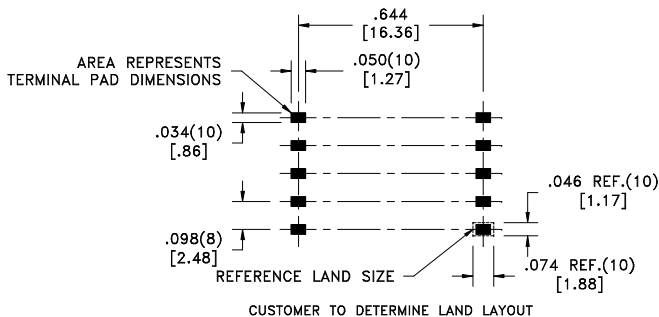 .644
[16.36]
AREA REPRESENTS
TERMINAL PAD DIMENSIONS
.050(10)
[1.27]
.034(10)
[.86]
.046 REF.(10)
[1.17]
.098(8)
[2.48]
REFERENCE LAND SIZE
.074 REF.(10)
[1.88]
CUSTOMER TO DETERMINE LAND LAYOUT